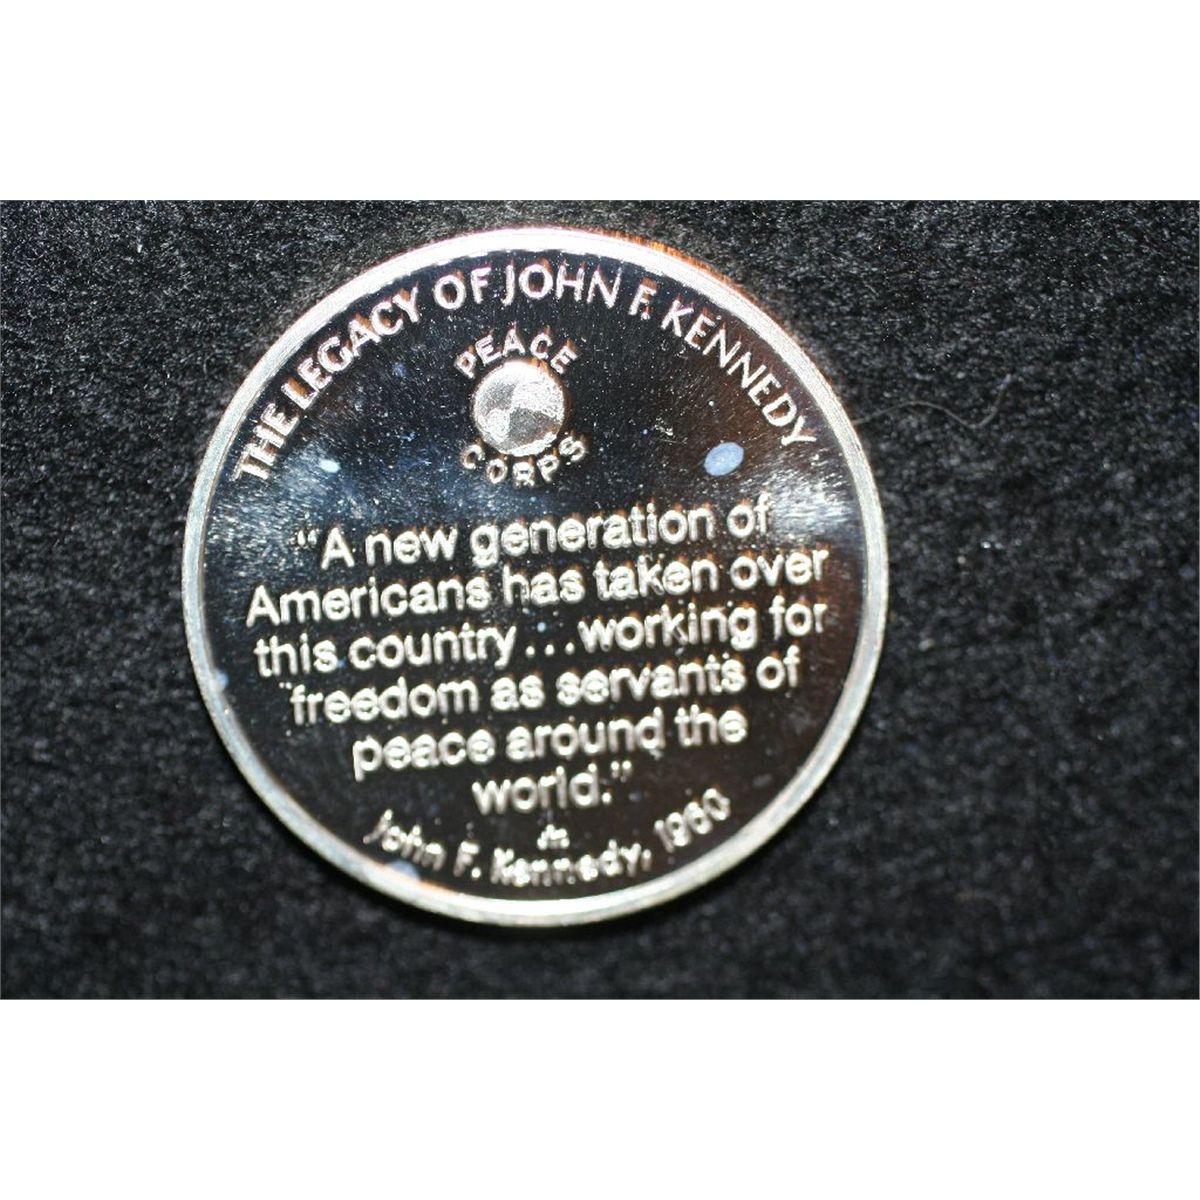 THE LEGACY OF JOHN F. KENNEDY
PEACE
CORPS
"A new generation of
Americans has taken over
this country...working for
freedom as servants of
peace around the
world."
John F. Kennedy, 1960